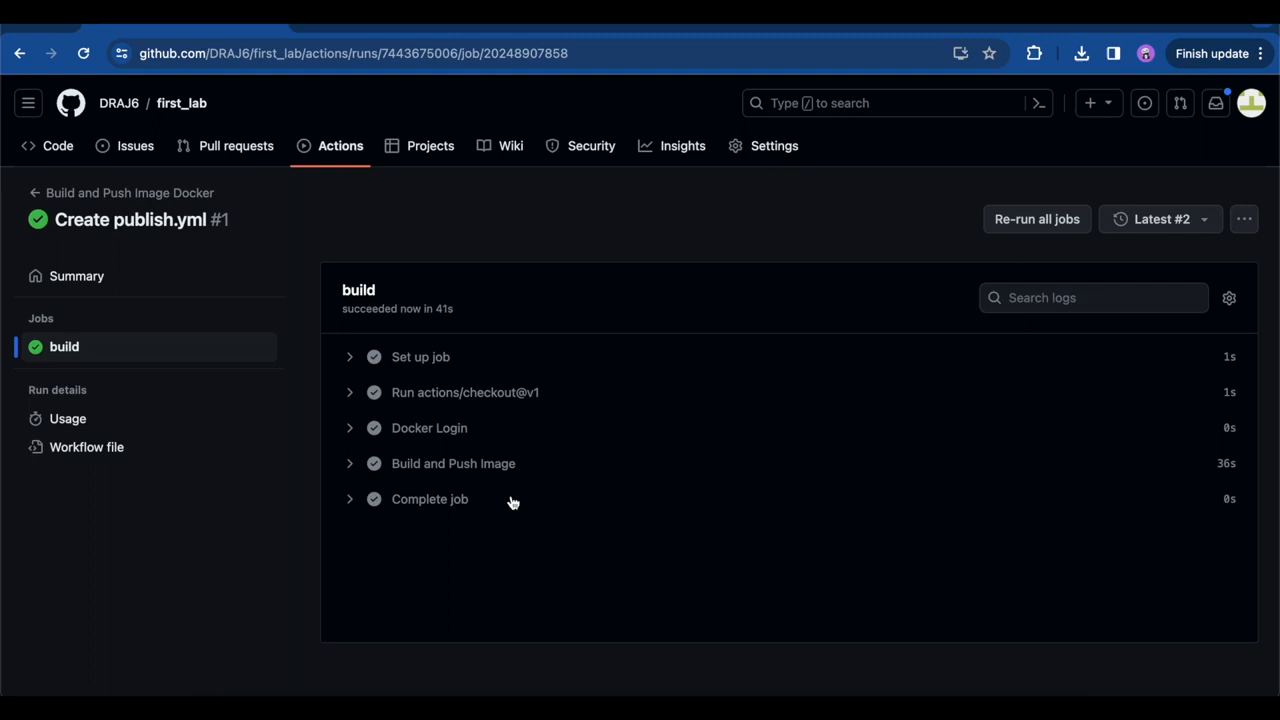 github.com/DRAJ6/first_lab/actions/runs/7443675006/job/20248907858
Finish update
DRAJ6 / first_lab
Type / to search
Code
Issues
Pull requests
Actions
Projects
Wiki
Security
Insights
Settings
Build and Push Image Docker
Create publish.yml #1
Re-run all jobs
Latest #2
Summary
Jobs
build
Run details
Usage
Workflow file
build
succeeded now in 41s
Search logs
Set up job 1s
Run actions/checkout@v1 1s
Docker Login 0s
Build and Push Image 36s
Complete job 0s